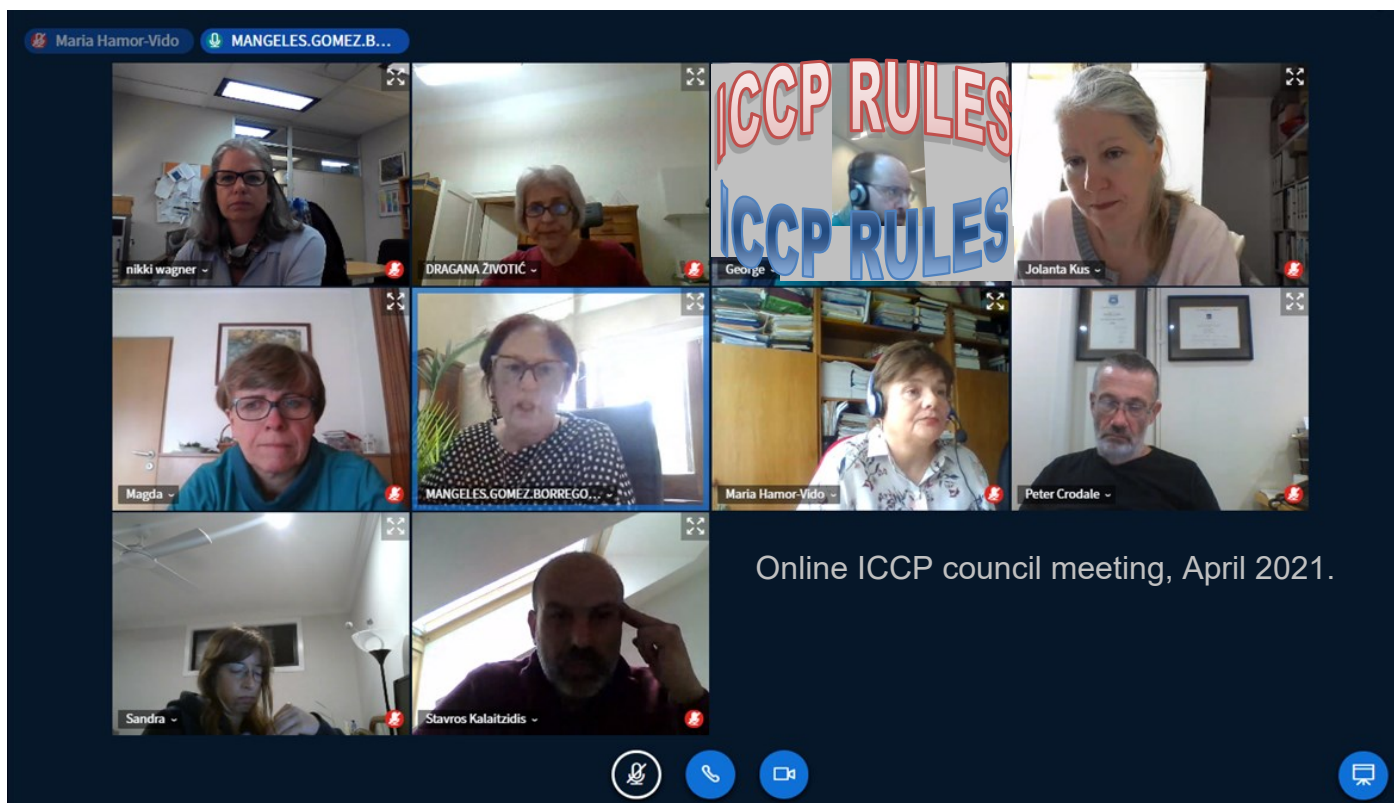 Maria Hamor-Vido
MANGELES.GOMEZ.B...
ICCP RULES
ICCP RULES
nikki wagner
DRAGANA ŽIVOTIĆ
George
Jolanta Kus
Magda
MANGELES.GOMEZ.BORREGO...
Maria Hamor-Vido
Peter Crodale
Online ICCP council meeting, April 2021.
Sandra
Stavros Kalaitzidis